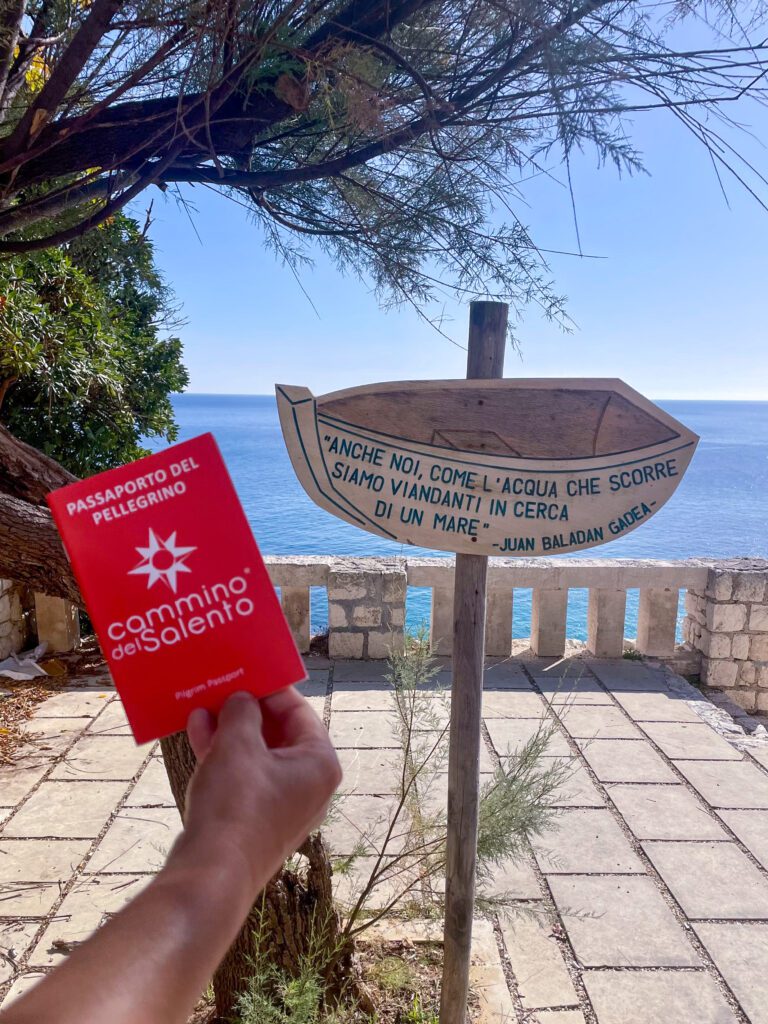 PASSAPORTO DEL
PELLEGRINO
cammino®
del Salento
Pilgrim Passport
"ANCHE NOI, COME L'ACQUA CHE SCORRE
SIAMO VIANDANTI IN CERCA
DI UN MARE"
-JUAN BALADAN GADEA-